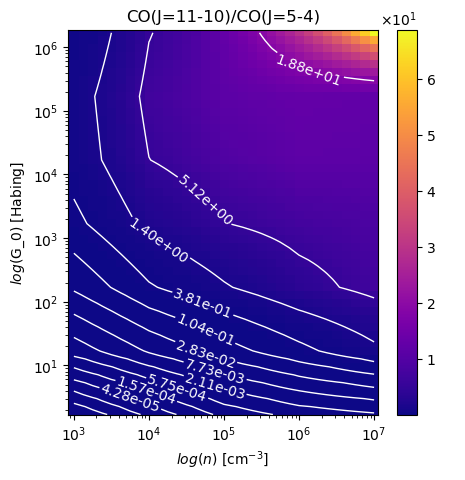 CO(J=11-10)/CO(J=5-4)
×10¹
10⁶
10⁵
10⁴
10³
10²
10¹
log(G_0) [Habing]
1.88e+01
5.12e+00
1.40e+00
3.81e-01
1.04e-01
2.83e-02
7.73e-03
2.11e-03
5.75e-04
1.57e-04
4.28e-05
10³
10⁴
10⁵
10⁶
10⁷
log(n) [cm⁻³]
6
5
4
3
2
1